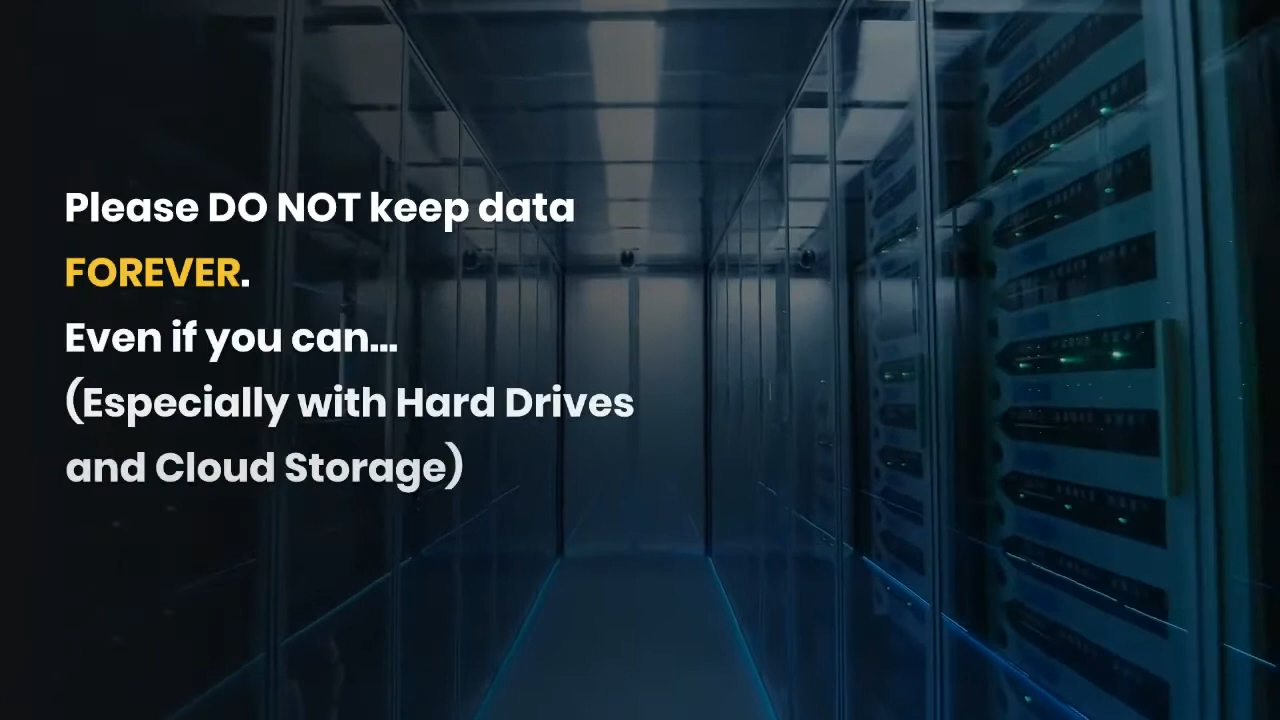 Please DO NOT keep data
FOREVER.
Even if you can...
(Especially with Hard Drives
and Cloud Storage)